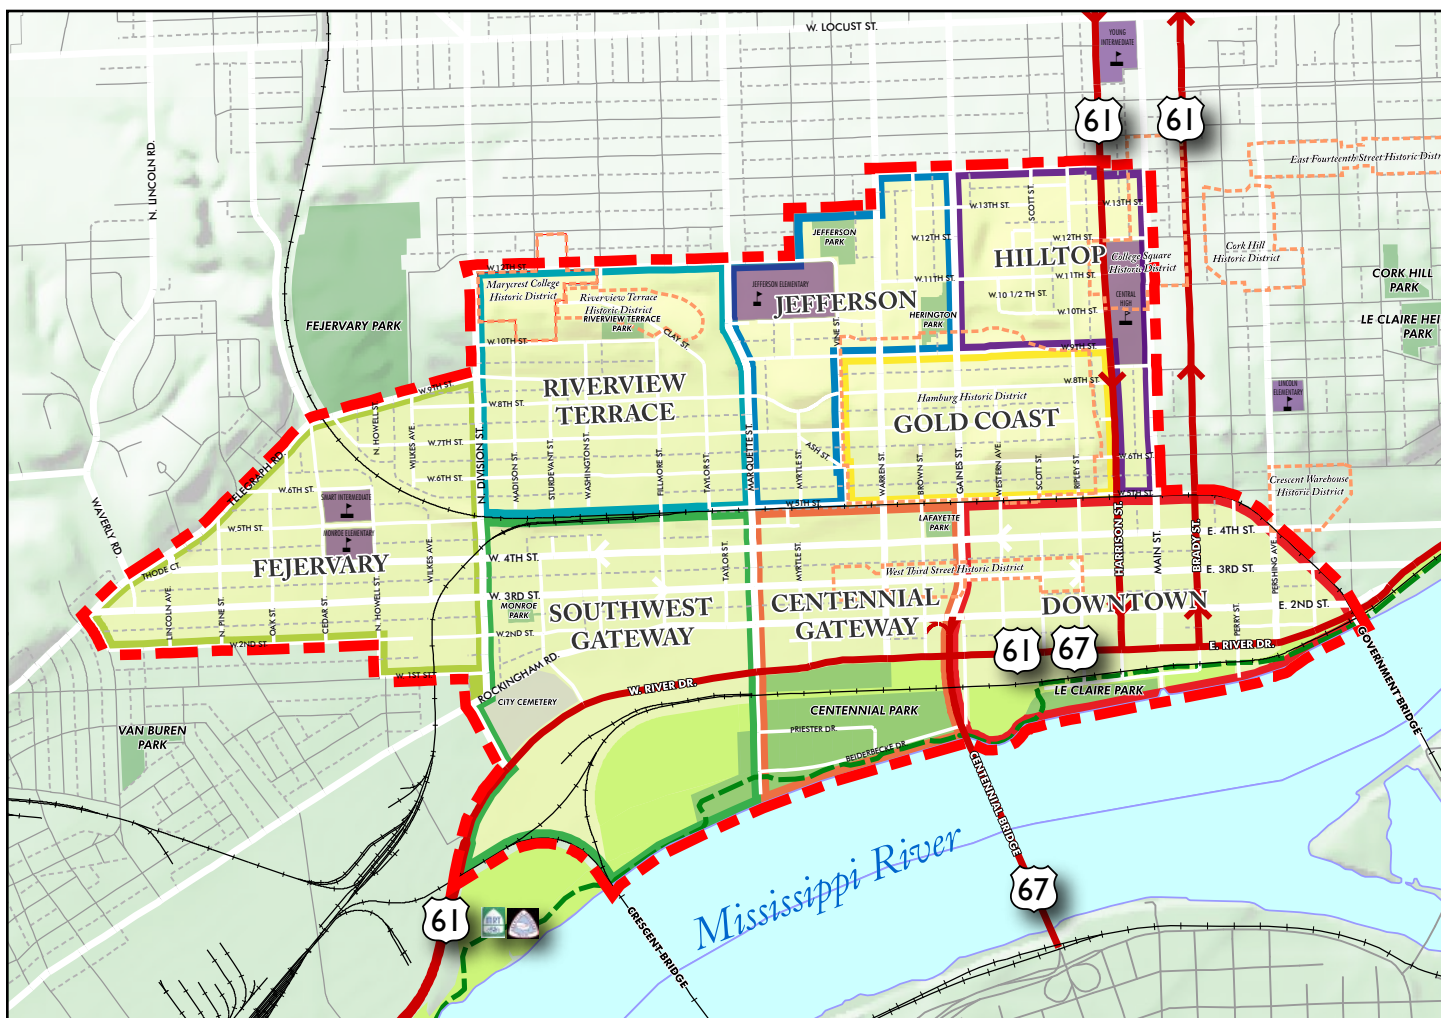 W. LOCUST ST.
YOUNG
INTERMEDIATE
61
61
N. LINCOLN RD.
East Fourteenth Street Historic Distri
W.13TH ST.
SCOTT ST.
W.13TH ST.
JEFFERSON
PARK
W.12TH ST.
W.12TH ST.
HILLTOP
College Square
Historic District
Cork Hill
Historic District
CORK HILL
PARK
W.12TH ST.
Marycrest College
Historic District
Riverview Terrace
Historic District
RIVERVIEW TERRACE
PARK
JEFFERSON ELEMENTARY
JEFFERSON
W.11TH ST.
W.11TH ST.
W.10 1/2 TH ST.
CENTRAL
HIGH
HERINGTON
PARK
W.10TH ST.
LE CLAIRE HEI
PARK
FEJERVARY PARK
CLAY ST.
VINE ST.
W.10TH ST.
W.9TH ST.
W.9TH ST.
RIVERVIEW
TERRACE
W.8TH ST.
LINCOLN
ELEMENTARY
Hamburg Historic District
GOLD COAST
N. HOWELL ST.
WILKES AVE.
W.8TH ST.
W.7TH ST.
W.6TH ST.
N. DIVISION ST.
MADISON ST.
STURDEVANT ST.
WASHINGTON ST.
FILLMORE ST.
TAYLOR ST.
MARQUETTE ST.
MYRTLE ST.
ASH ST.
WARREN ST.
BROWN ST.
GAINES ST.
WESTERN AVE.
SCOTT ST.
RIPLEY ST.
W.6TH ST.
TELEGRAPH RD.
W.6TH ST.
SMART INTERMEDIATE
Crescent Warehouse
Historic District
W.5TH ST.
W.5TH ST.
WAVERLY RD
W.5TH ST.
MONROE ELEMENTARY
LAFAYETTE
PARK
HARRISON ST.
MAIN ST.
BRADY ST.
E. 4TH ST.
PERSHING AVE.
FEJERVARY
THODE CT.
WILKES AVE.
W. 4TH ST.
TAYLOR ST.
MYRTLE ST.
West Third Street Historic District
E. 3RD ST.
LINCOLN AVE.
N. PINE ST.
OAK ST.
CEDAR ST.
N. HOWELL ST.
W. 3RD ST.
MONROE
PARK
SOUTHWEST
GATEWAY
CENTENNIAL
GATEWAY
DOWNTOWN
E. 2ND ST.
PERRY ST.
W.2ND ST.
W.2ND ST.
61
67
E. RIVER DR.
GOVERNMENT BRIDGE
W. 1ST ST.
ROCKINGHAM RD.
W. RIVER DR.
CITY CEMETERY
LE CLAIRE PARK
CENTENNIAL PARK
VAN BUREN
PARK
PRIESTER DR.
BEIDERBECKE DR.
CENTENNIAL BRIDGE
Mississippi River
67
61
CRESCENT BRIDGE